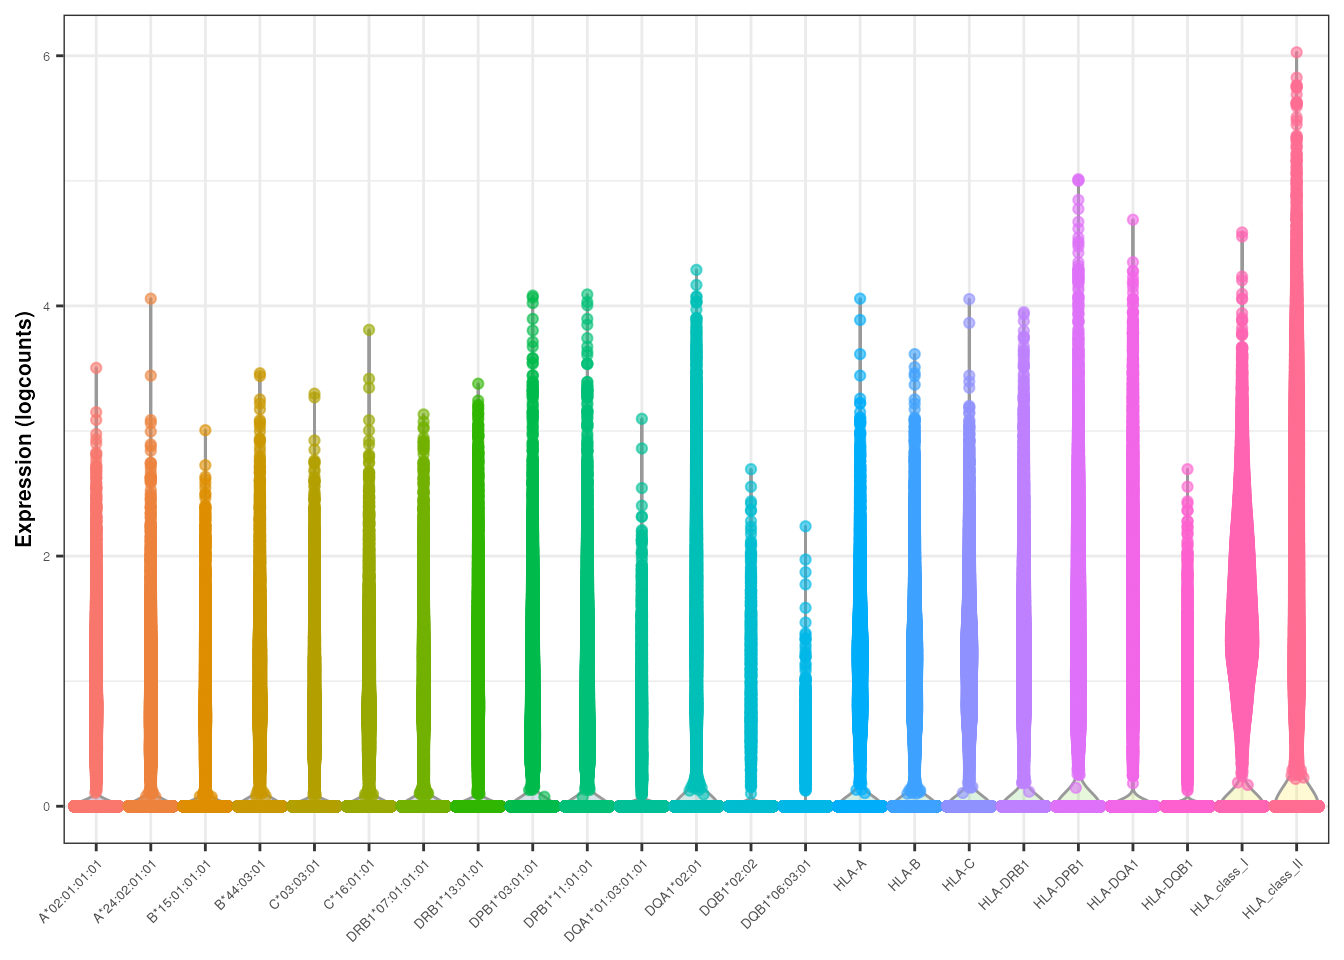 6
4
2
0
Expression (logcounts)
A*02:01:01:01
A*24:02:01:01
B*15:01:01:01
B*44:03:01
C*03:03:01
C*16:01:01
DRB1*07:01:01:01
DRB1*13:01:01
DPB1*03:01:01
DPB1*11:01:01
DQA1*01:03:01:01
DQA1*02:01
DQB1*02:02
DQB1*06:03:01
HLA-A
HLA-B
HLA-C
HLA-DRB1
HLA-DPB1
HLA-DQA1
HLA-DQB1
HLA_class_I
HLA_class_II